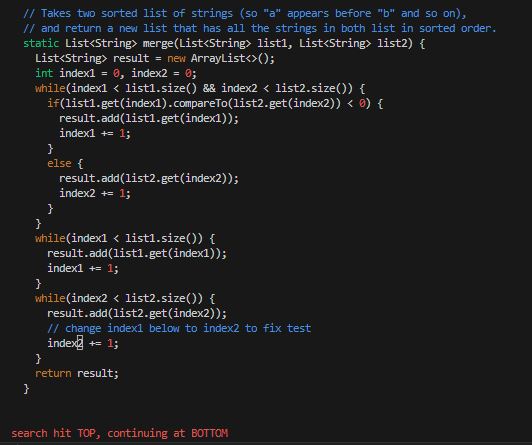 // Takes two sorted list of strings (so "a" appears before "b" and so on),
// and return a new list that has all the strings in both list in sorted order.
static List<String> merge(List<String> list1, List<String> list2) {
  List<String> result = new ArrayList<>();
  int index1 = 0, index2 = 0;
  while(index1 < list1.size() && index2 < list2.size()) {
    if(list1.get(index1).compareTo(list2.get(index2)) < 0) {
      result.add(list1.get(index1));
      index1 += 1;
    }
    else {
      result.add(list2.get(index2));
      index2 += 1;
    }
  }
  while(index1 < list1.size()) {
    result.add(list1.get(index1));
    index1 += 1;
  }
  while(index2 < list2.size()) {
    result.add(list2.get(index2));
    // change index1 below to index2 to fix test
    index2 += 1;
  }
  return result;
}
search hit TOP, continuing at BOTTOM